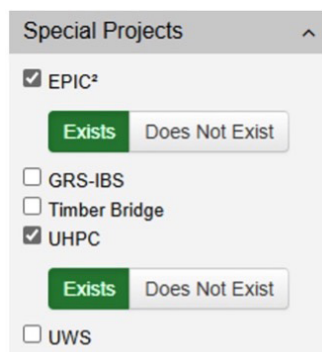 Special Projects
EPIC²
Exists Does Not Exist
GRS-IBS
Timber Bridge
UHPC
Exists Does Not Exist
UWS